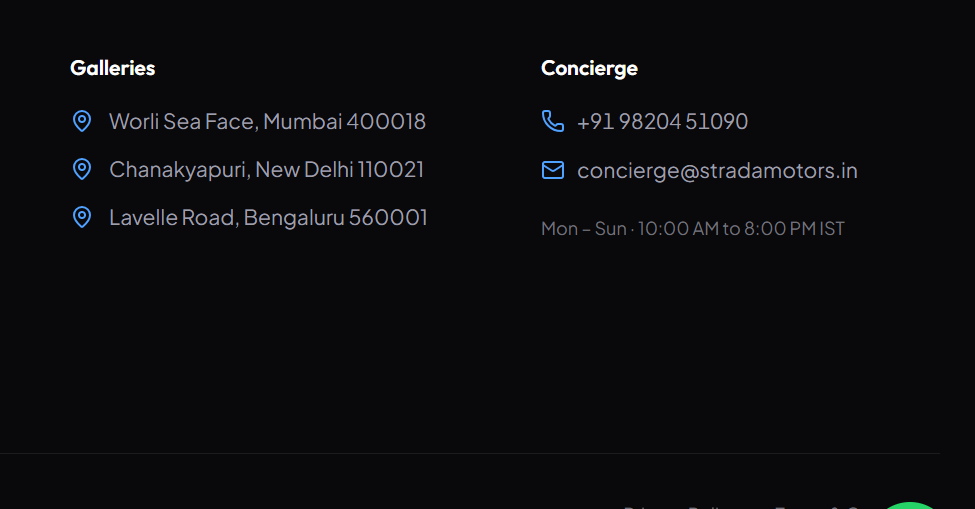 Galleries
Worli Sea Face, Mumbai 400018
Chanakyapuri, New Delhi 110021
Lavelle Road, Bengaluru 560001
Concierge
+91 98204 51090
concierge@stradamotors.in
Mon – Sun · 10:00 AM to 8:00 PM IST